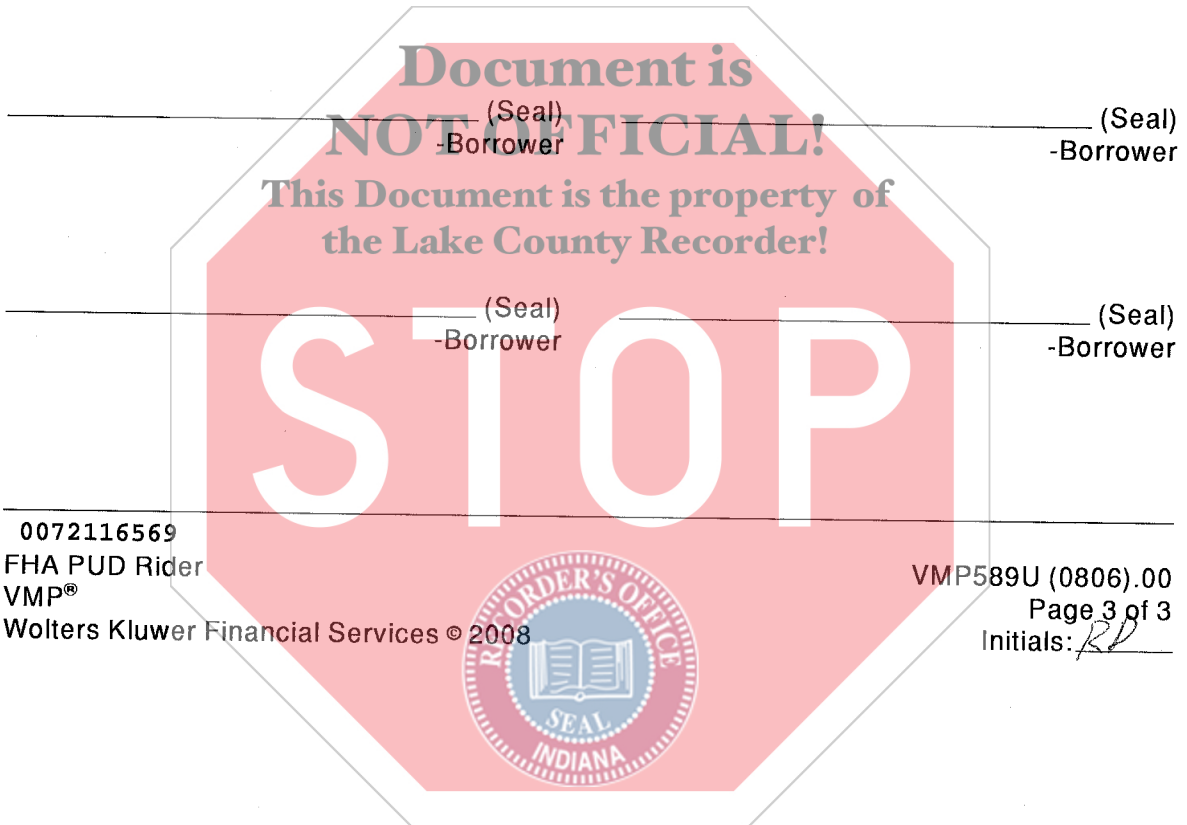 Document is
NOT OFFICIAL!
This Document is the property of
the Lake County Recorder!
STOP
(Seal)
-Borrower
(Seal)
-Borrower
(Seal)
-Borrower
(Seal)
-Borrower
0072116569
FHA PUD Rider
VMP®
Wolters Kluwer Financial Services © 2008
VMP589U (0806).00
Page 3 of 3
Initials: RD
RECORDER'S OFFICE
SEAL
INDIANA